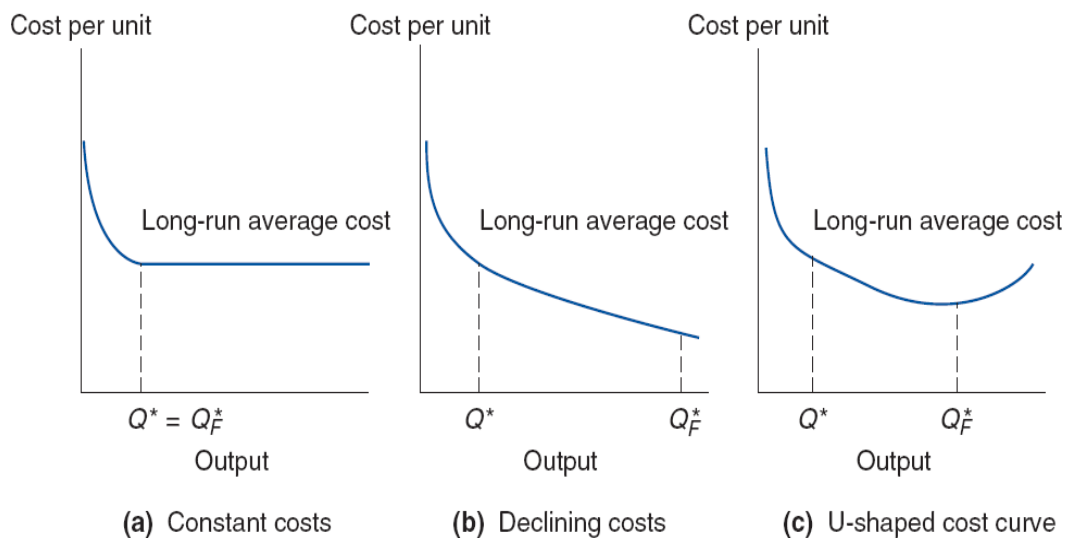 Cost per unit
Long-run average cost
Q* = Q*F
Output
(a) Constant costs
Cost per unit
Long-run average cost
Q* Q*F
Output
(b) Declining costs
Cost per unit
Long-run average cost
Q* Q*F
Output
(c) U-shaped cost curve